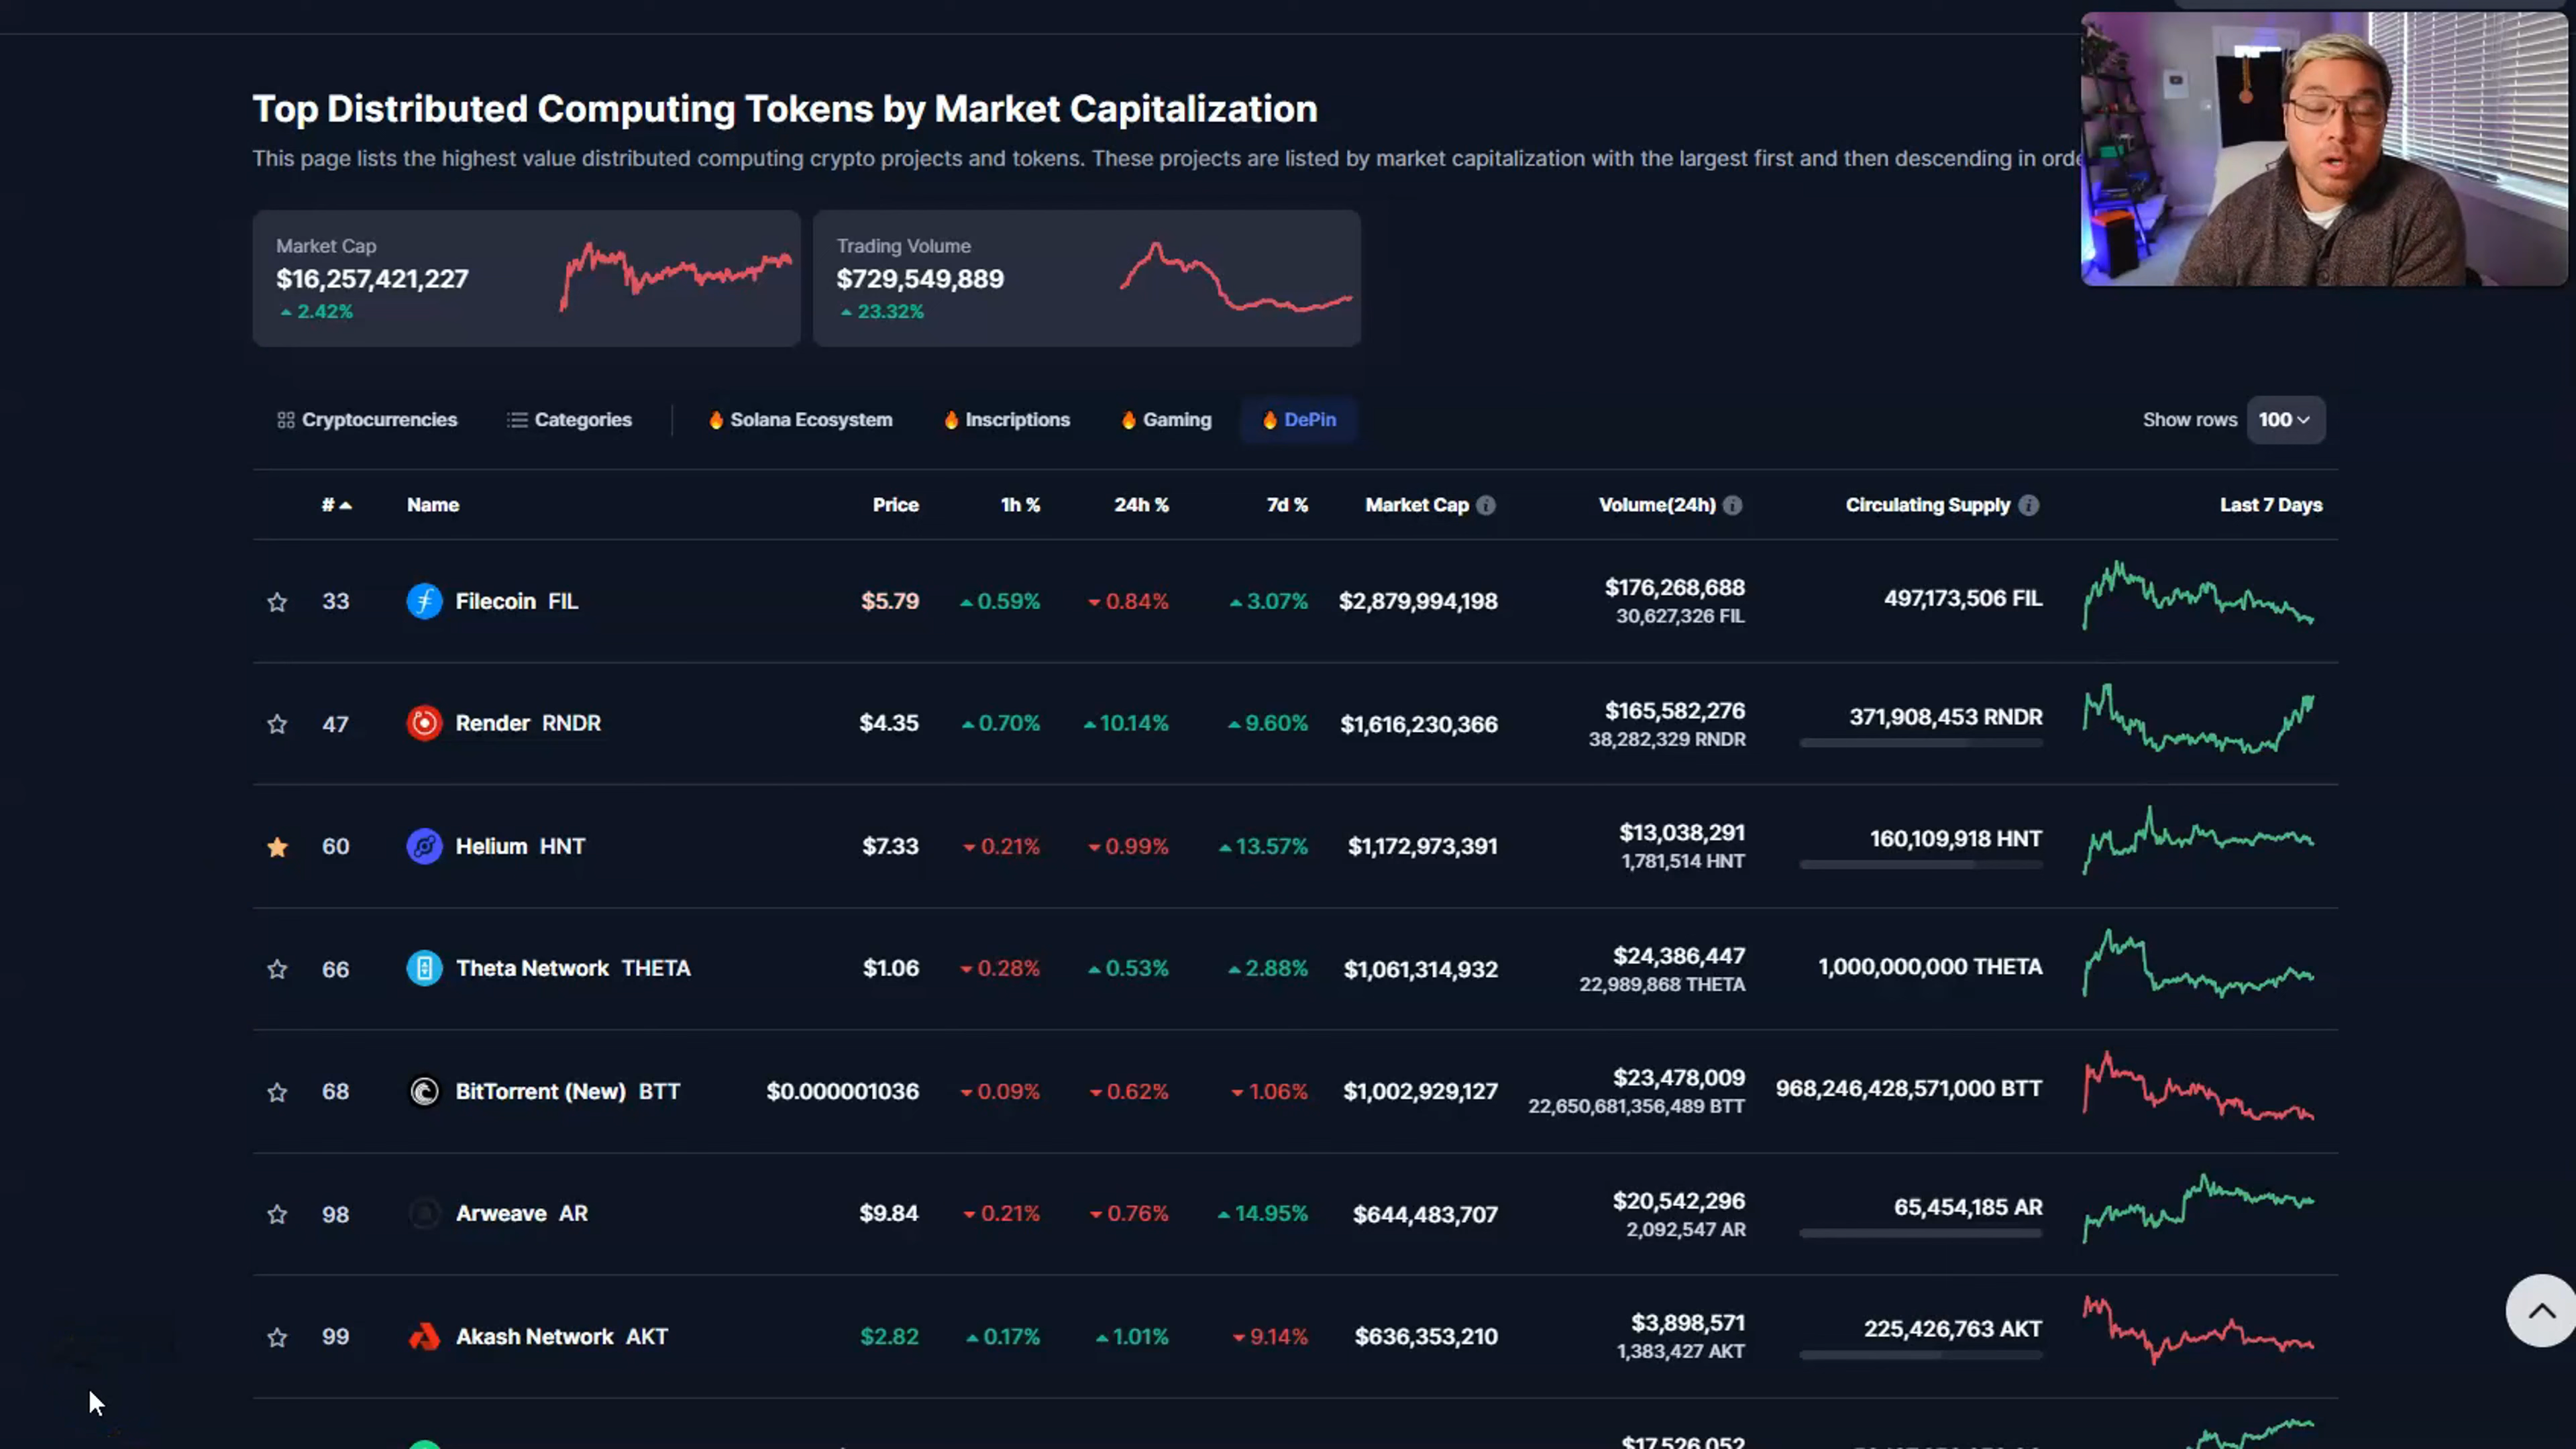 Top Distributed Computing Tokens by Market Capitalization
This page lists the highest value distributed computing crypto projects and tokens. These projects are listed by market capitalization with the largest first and then descending in
Market Cap
$16,257,421,227
2.42%
Trading Volume
$729,549,889
23.32%
Cryptocurrencies Categories Solana Ecosystem Inscriptions Gaming DePin Show rows 100
# Name Price 1h % 24h % 7d % Market Cap Volume(24h) Circulating Supply Last 7 Days
33 Filecoin FIL $5.79 0.59% 0.84% 3.07% $2,879,994,198 $176,268,688 497,173,506 FIL
30,627,326 FIL
47 Render RNDR $4.35 0.70% 10.14% 9.60% $1,616,230,366 $165,582,276 371,908,453 RNDR
38,282,329 RNDR
60 Helium HNT $7.33 0.21% 0.99% 13.57% $1,172,973,391 $13,038,291 160,109,918 HNT
1,781,514 HNT
66 Theta Network THETA $1.06 0.28% 0.53% 2.88% $1,061,314,932 $24,386,447 1,000,000,000 THETA
22,989,868 THETA
68 BitTorrent (New) BTT $0.000001036 0.09% 0.62% 1.06% $1,002,929,127 $23,478,009 968,246,428,571,000 BTT
22,650,681,356,489 BTT
98 Arweave AR $9.84 0.21% 0.76% 14.95% $644,483,707 $20,542,296 65,454,185 AR
2,092,547 AR
99 Akash Network AKT $2.82 0.17% 1.01% 9.14% $636,353,210 $3,898,571 225,426,763 AKT
1,383,427 AKT
$17,526,052